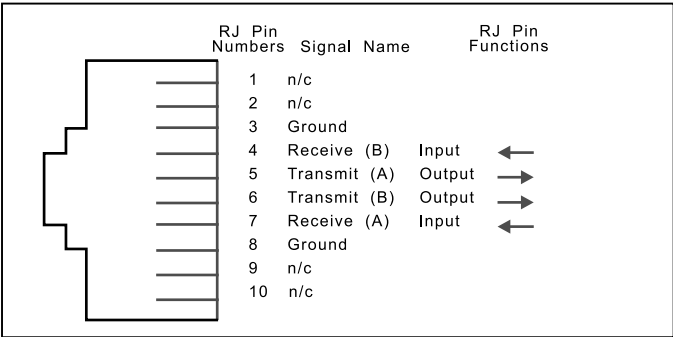 RJ Pin Numbers Signal Name RJ Pin Functions
1 n/c
2 n/c
3 Ground
4 Receive (B) Input
5 Transmit (A) Output
6 Transmit (B) Output
7 Receive (A) Input
8 Ground
9 n/c
10 n/c